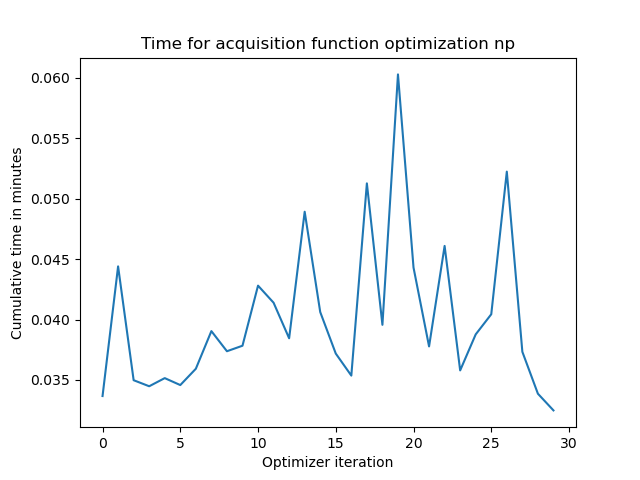 Time for acquisition function optimization np
Cumulative time in minutes
0.060
0.055
0.050
0.045
0.040
0.035
0 5 10 15 20 25 30
Optimizer iteration